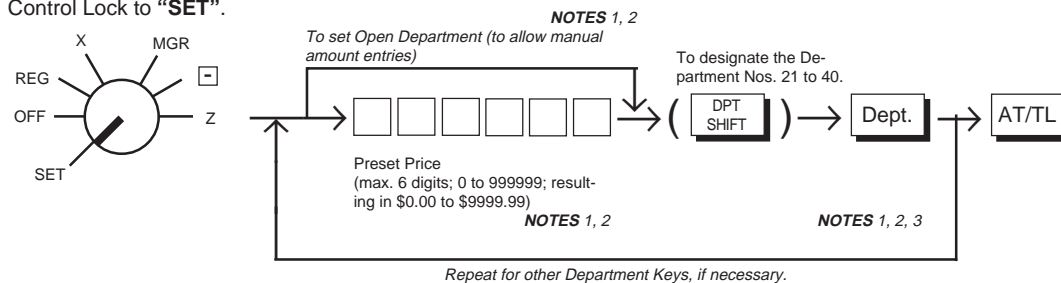 Control Lock to “SET”.
NOTES 1, 2
To set Open Department (to allow manual
amount entries)
To designate the De-
partment Nos. 21 to 40.
X
MGR
REG
-
OFF
Z
SET
(
DPT
SHIFT
)
Dept.
AT/TL
Preset Price
(max. 6 digits; 0 to 999999; result-
ing in $0.00 to $9999.99)
NOTES 1, 2
NOTES 1, 2, 3
Repeat for other Department Keys, if necessary.